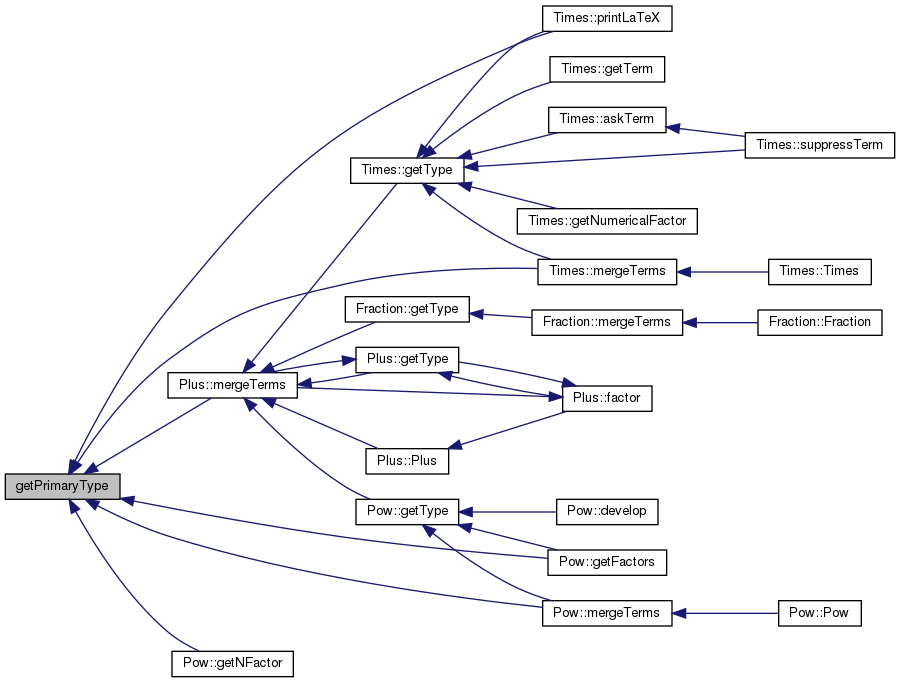 Times::printLaTeX
Times::getTerm
Times::askTerm
Times::suppressTerm
Times::getType
Times::getNumericalFactor
Times::mergeTerms
Times::Times
Fraction::getType
Fraction::mergeTerms
Fraction::Fraction
Plus::getType
Plus::mergeTerms
Plus::factor
Plus::Plus
getPrimaryType
Pow::getType
Pow::develop
Pow::getFactors
Pow::mergeTerms
Pow::Pow
Pow::getNFactor